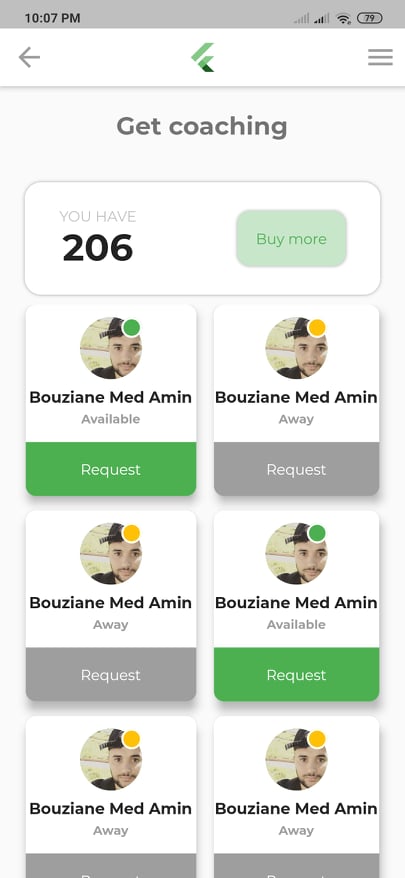 10:07 PM
79
Get coaching
YOU HAVE
206
Buy more
Bouziane Med Amin
Available
Request
Bouziane Med Amin
Away
Request
Bouziane Med Amin
Away
Request
Bouziane Med Amin
Available
Request
Bouziane Med Amin
Away
Bouziane Med Amin
Away